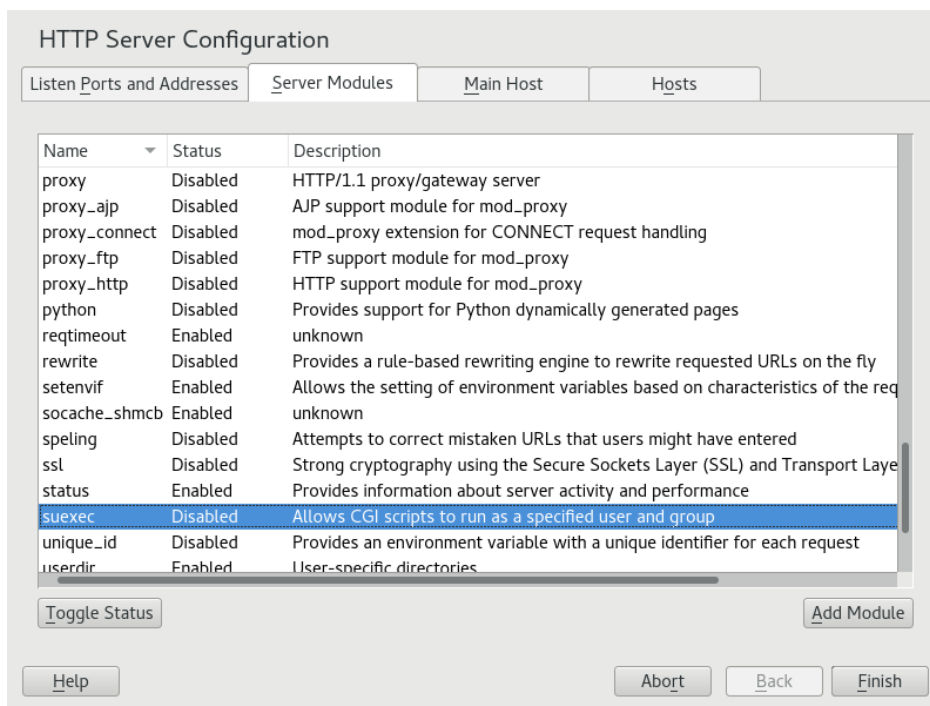 HTTP Server Configuration
Listen Ports and Addresses Server Modules Main Host Hosts
Name Status Description
proxy Disabled HTTP/1.1 proxy/gateway server
proxy_ajp Disabled AJP support module for mod_proxy
proxy_connect Disabled mod_proxy extension for CONNECT request handling
proxy_ftp Disabled FTP support module for mod_proxy
proxy_http Disabled HTTP support module for mod_proxy
python Disabled Provides support for Python dynamically generated pages
reqtimeout Enabled unknown
rewrite Disabled Provides a rule-based rewriting engine to rewrite requested URLs on the fly
setenvif Enabled Allows the setting of environment variables based on characteristics of the req
socache_shmcb Enabled unknown
speling Disabled Attempts to correct mistaken URLs that users might have entered
ssl Disabled Strong cryptography using the Secure Sockets Layer (SSL) and Transport Laye
status Enabled Provides information about server activity and performance
suexec Disabled Allows CGI scripts to run as a specified user and group
unique_id Disabled Provides an environment variable with a unique identifier for each request
userdir Enabled User-specific directories
Toggle Status Add Module
Help Abort Back Finish